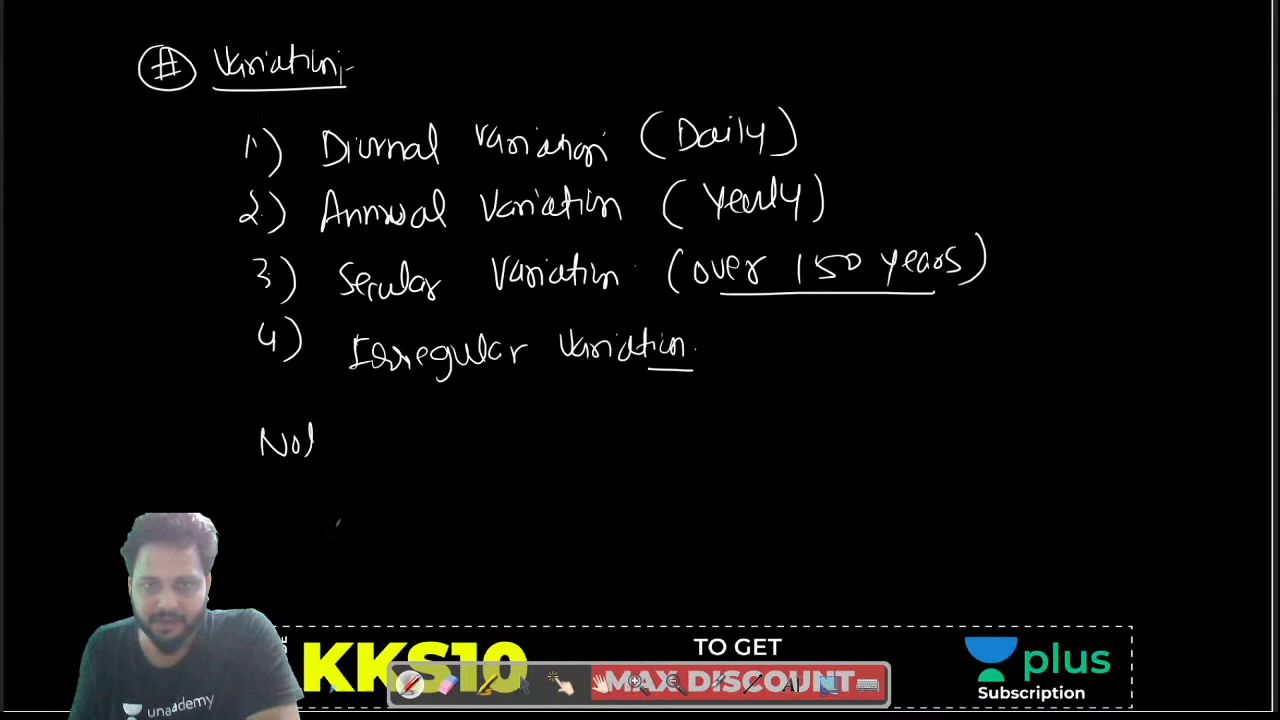 # Variation:-
1) Diurnal Variation (Daily)
2) Annual Variation (Yearly)
3) Secular Variation (over 150 years)
4) Irregular Variation.
Not
KKS10
TO GET
MAX DISCOUNT
plus
Subscription
unacademy